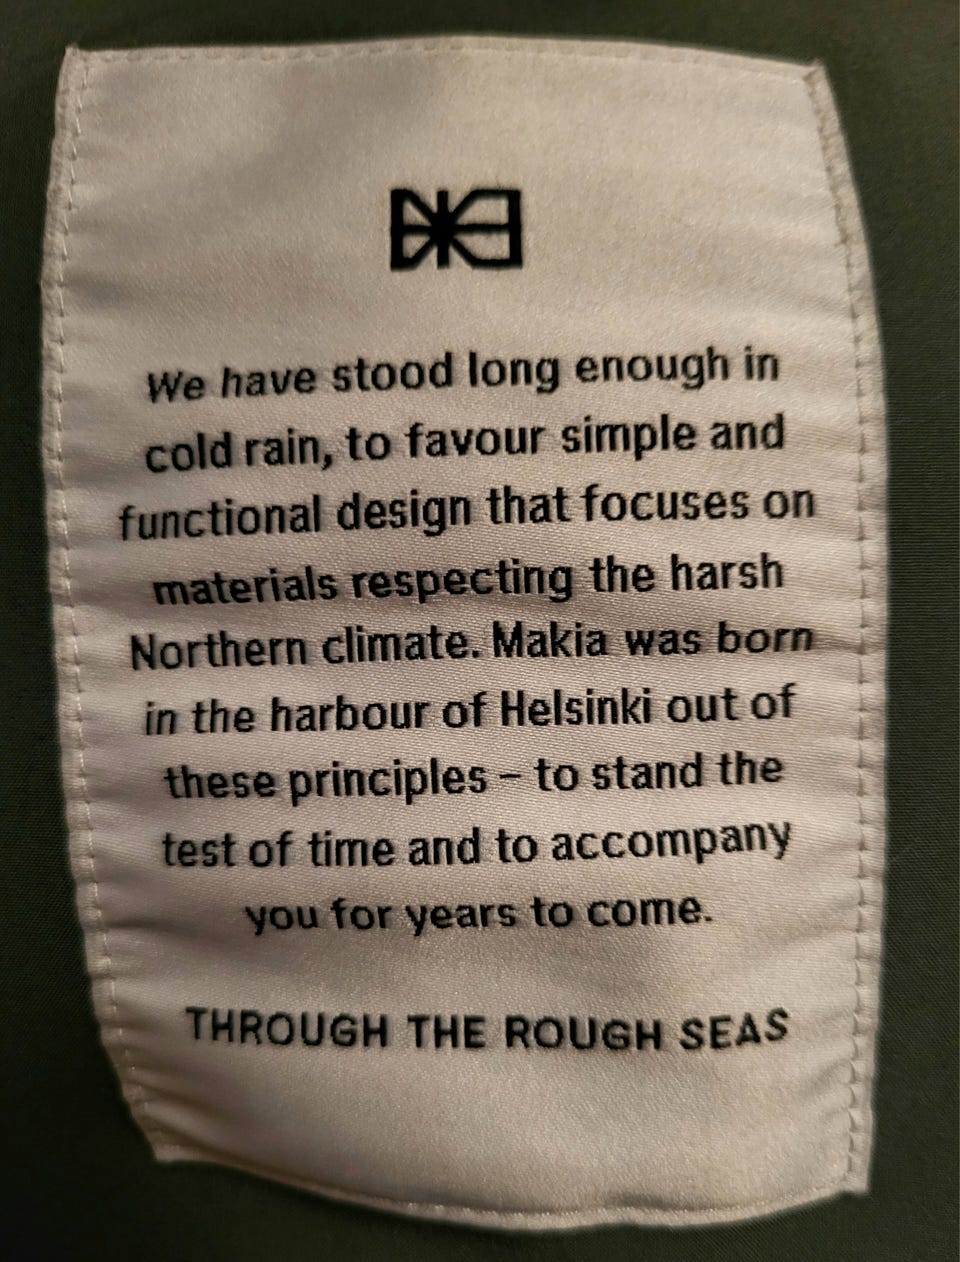 We have stood long enough in
cold rain, to favour simple and
functional design that focuses on
materials respecting the harsh
Northern climate. Makia was born
in the harbour of Helsinki out of
these principles – to stand the
test of time and to accompany
you for years to come.
THROUGH THE ROUGH SEAS